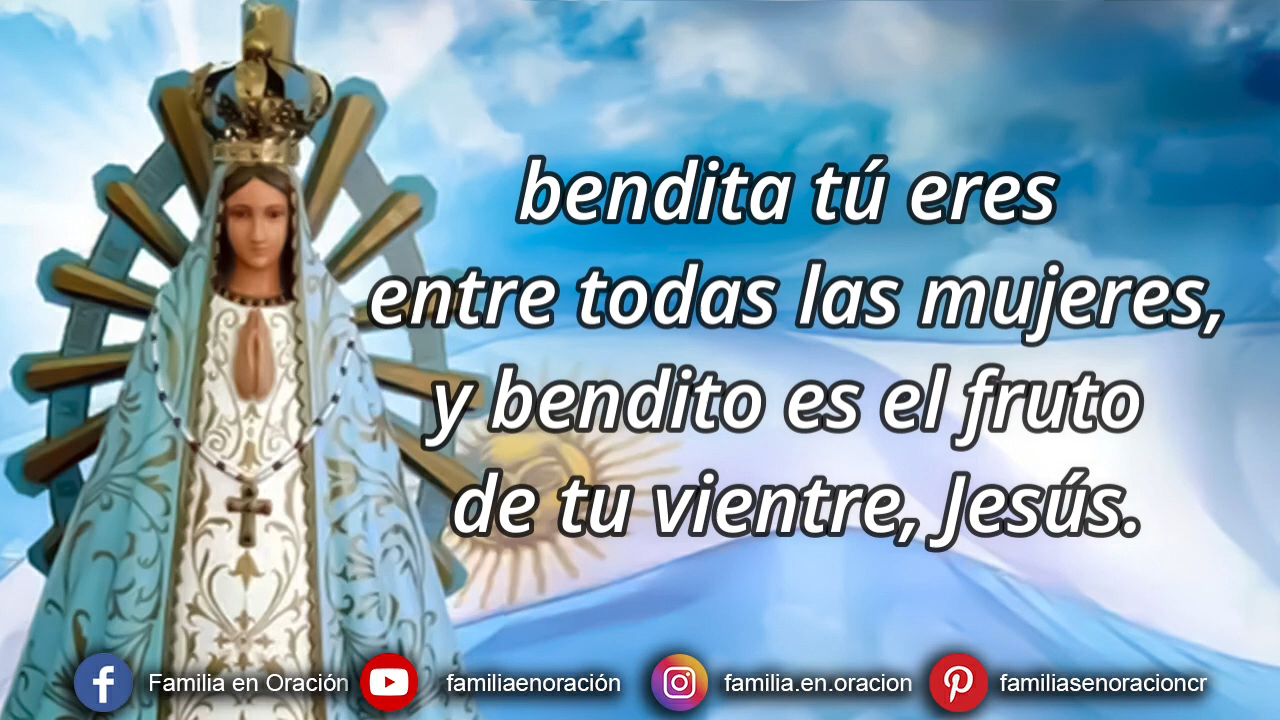 bendita tú eres
entre todas las mujeres,
y bendito es el fruto
de tu vientre, Jesús.
Familia en Oración
familiaenoración
familia.en.oracion
familiasenoracioncr